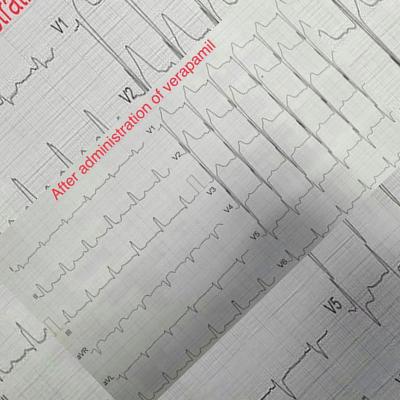 V1
V2
After administration of verapamil
V1
V2
V3
V4
V5
V6
II
III
aVR
aVL
V5